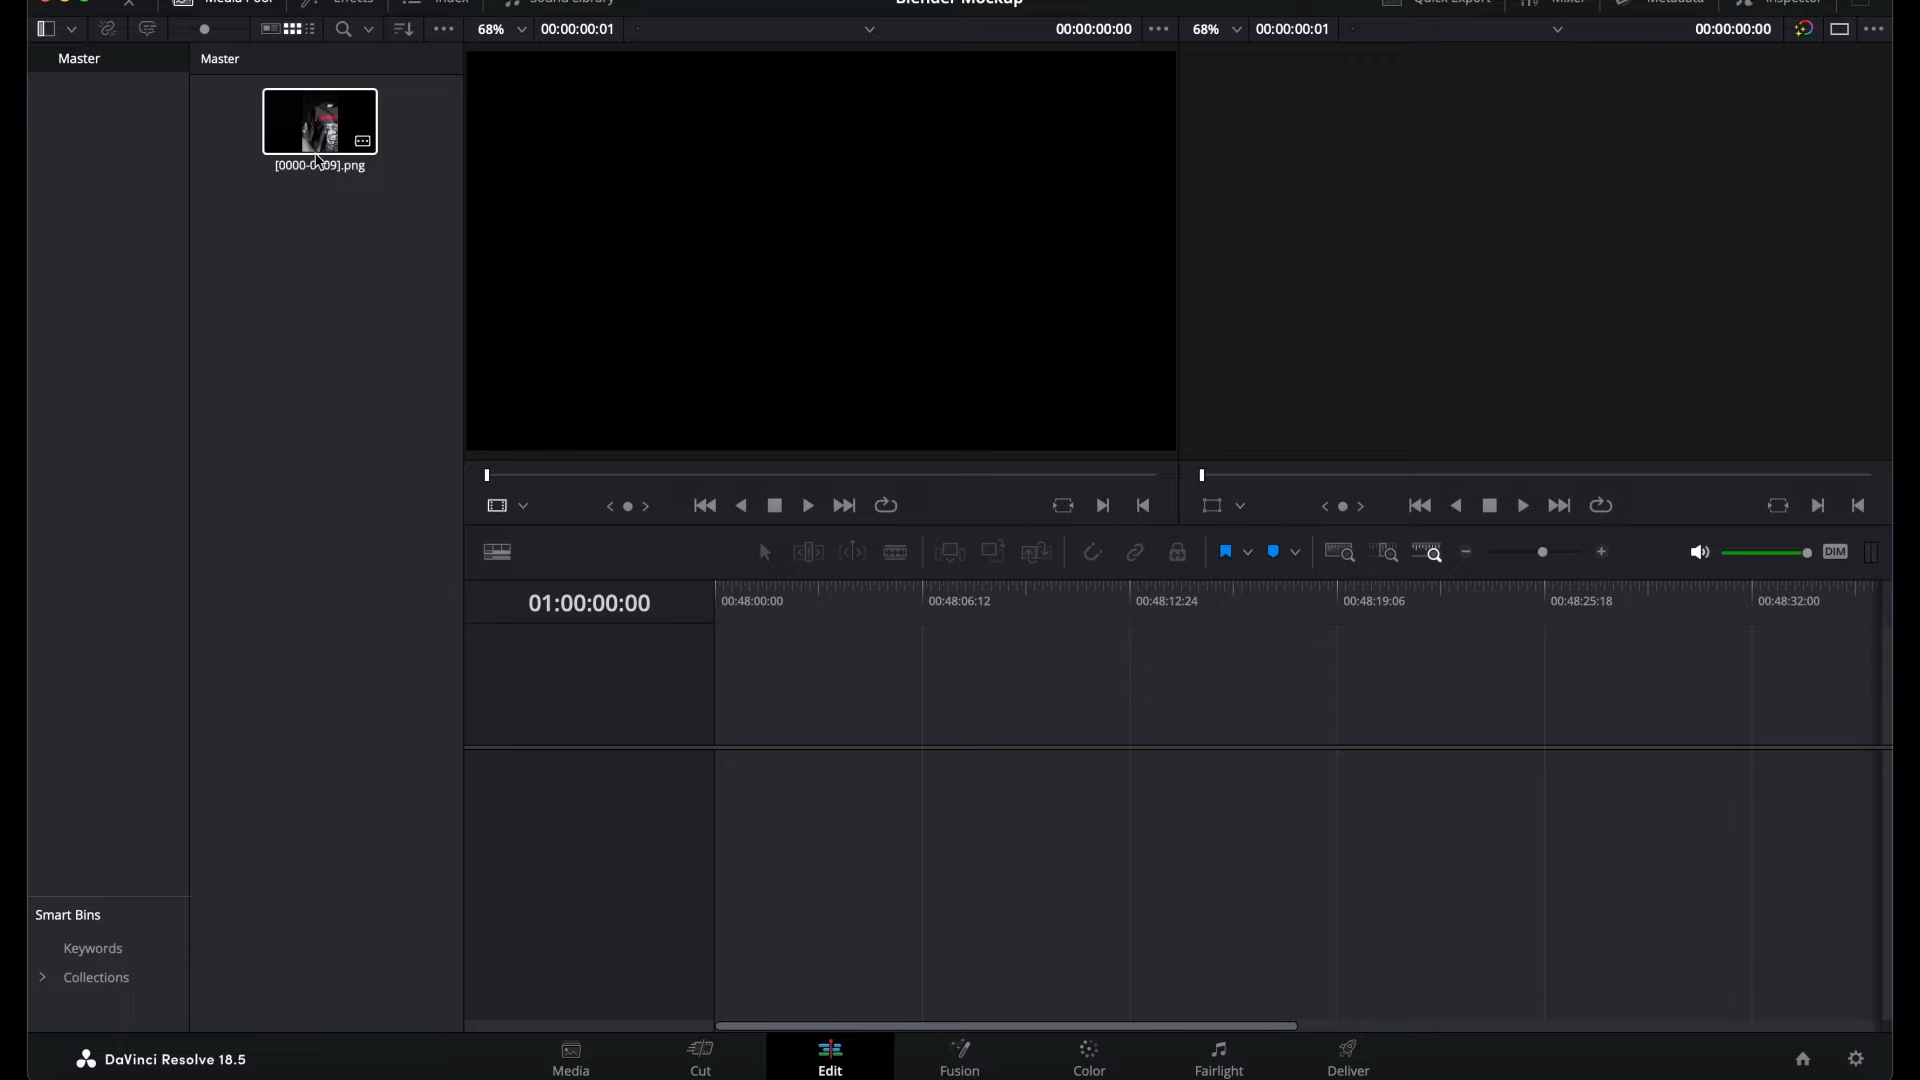 Media Pool
Effects
Index
Sound Library
Blender Mockup
Quick Export
Mixer
Metadata
Inspector
68%
00:00:00:01
00:00:00:00
68%
00:00:00:01
00:00:00:00
Master
Master
01:00:00:00
00:48:00:00
00:48:06:12
00:48:12:24
00:48:19:06
00:48:25:18
00:48:32:00
DIM
Smart Bins
Keywords
Collections
DaVinci Resolve 18.5
Media
Cut
Edit
Fusion
Color
Fairlight
Deliver